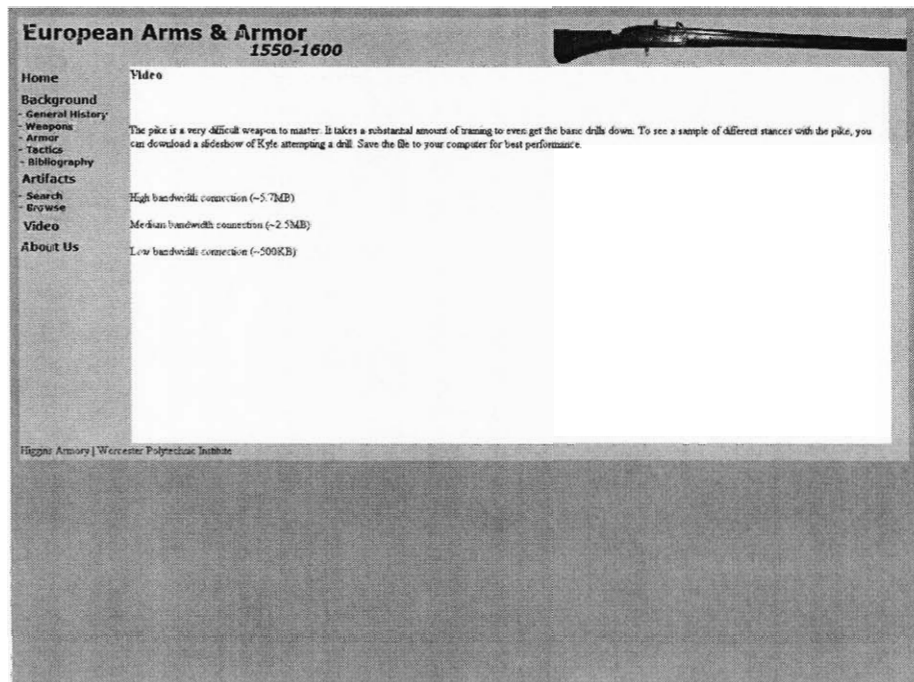 European Arms & Armor
1550-1600
Home
Background
- General History
- Weapons
- Armor
- Tactics
- Bibliography
Artifacts
- Search
- Browse
Video
About Us
Video
The pike is a very difficult weapon to master. It takes a substantal amount of training to even get the basic drills down. To see a sample of different stances with the pike, you
can download a slideshow of Kyle attempting a drill. Save the file to your computer for best performance.
High bandwidth connection (~5.7MB)
Medium bandwidth connection (~2.5MB)
Low bandwidth connection (~500KB)
Higgins Armory | Worcester Polytechnic Institute